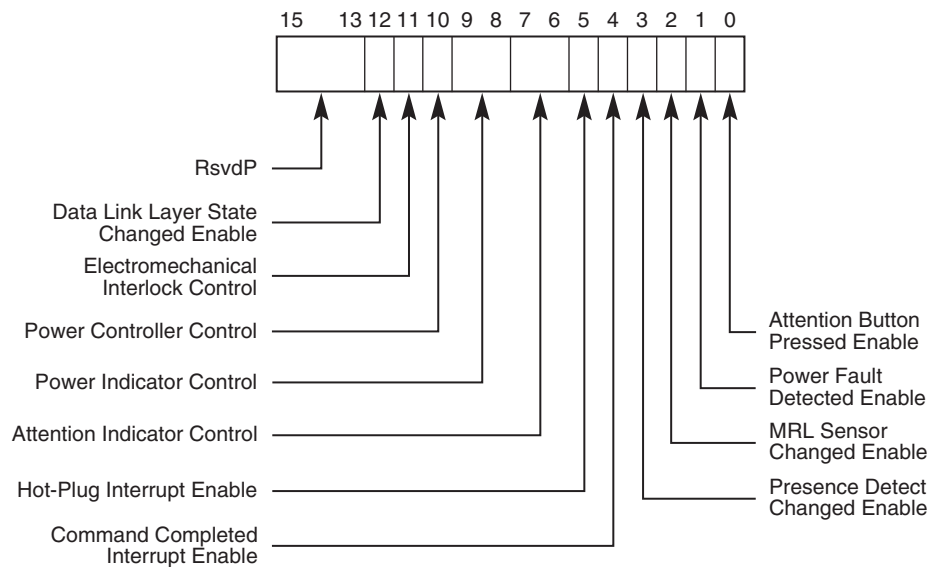 15 13 12 11 10 9 8 7 6 5 4 3 2 1 0
RsvdP
Data Link Layer State
Changed Enable
Electromechanical
Interlock Control
Power Controller Control
Power Indicator Control
Attention Indicator Control
Hot-Plug Interrupt Enable
Command Completed
Interrupt Enable
Attention Button
Pressed Enable
Power Fault
Detected Enable
MRL Sensor
Changed Enable
Presence Detect
Changed Enable